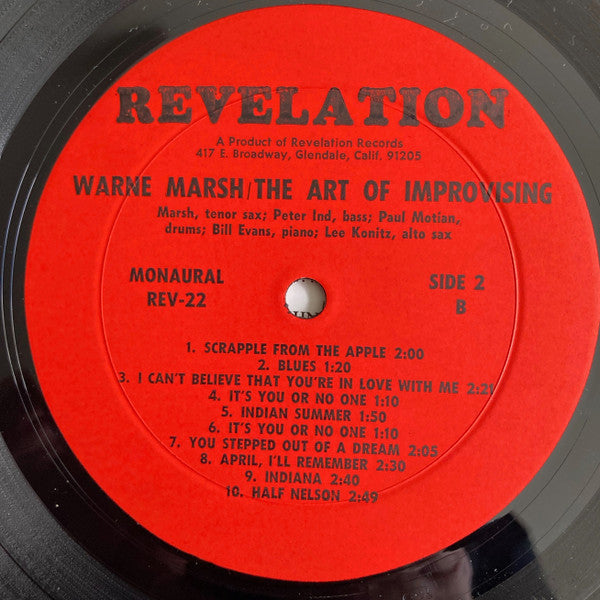 REVELATION
A Product of Revelation Records
417 E. Broadway, Glendale, Calif. 91205
WARNE MARSH/THE ART OF IMPROVISING
Marsh, tenor sax; Peter Ind, bass; Paul Motian,
drums; Bill Evans, piano; Lee Konitz, alto sax
MONAURAL
REV-22
SIDE 2
B
1. SCRAPPLE FROM THE APPLE 2:00
2. BLUES 1:20
3. I CAN'T BELIEVE THAT YOU'RE IN LOVE WITH ME 2:21
4. IT'S YOU OR NO ONE 1:10
5. INDIAN SUMMER 1:50
6. IT'S YOU OR NO ONE 1:10
7. YOU STEPPED OUT OF A DREAM 2:05
8. APRIL, I'LL REMEMBER 2:30
9. INDIANA 2:40
10. HALF NELSON 2:49